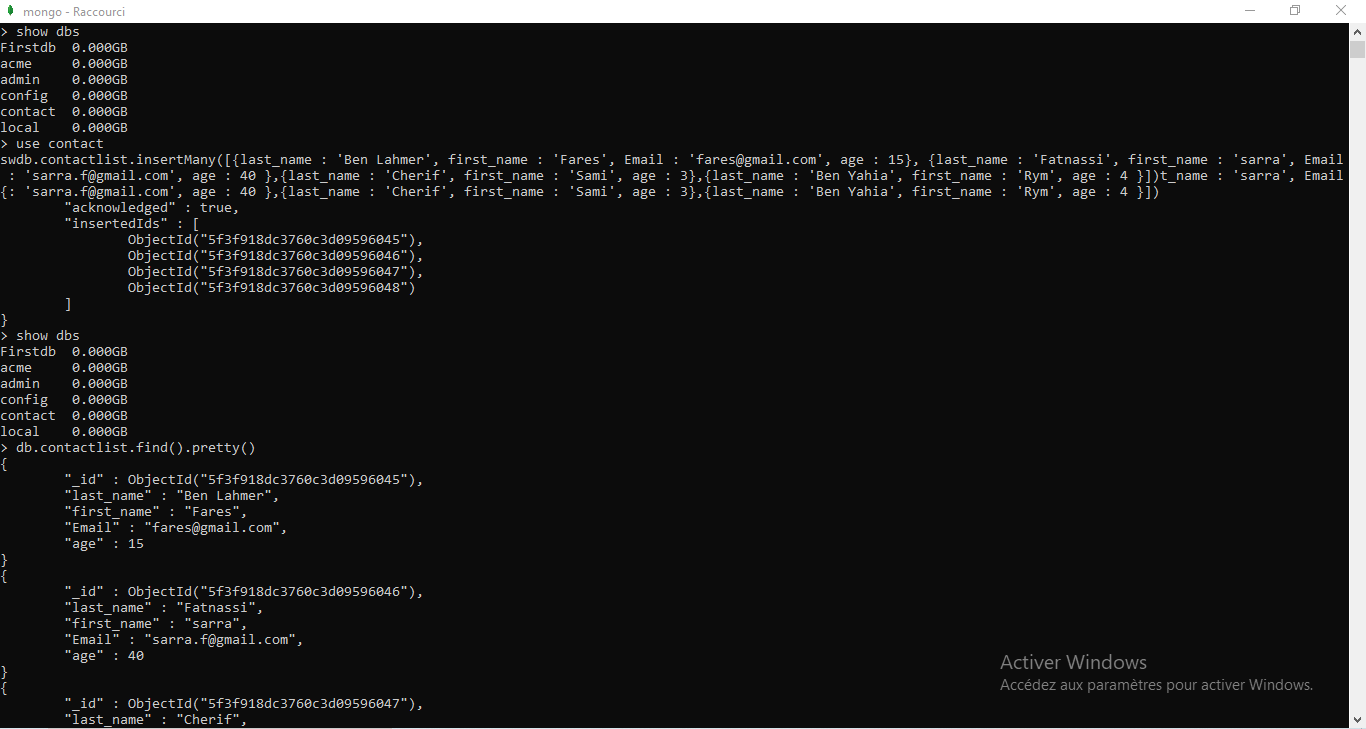 mongo - Raccourci
> show dbs
Firstdb  0.000GB
acme     0.000GB
admin    0.000GB
config   0.000GB
contact  0.000GB
local    0.000GB
> use contact
swdb.contactlist.insertMany([{last_name : 'Ben Lahmer', first_name : 'Fares', Email : 'fares@gmail.com', age : 15}, {last_name : 'Fatnassi', first_name : 'sarra', Email
 : 'sarra.f@gmail.com', age : 40 },{last_name : 'Cherif', first_name : 'Sami', age : 3},{last_name : 'Ben Yahia', first_name : 'Rym', age : 4 }])t_name : 'sarra', Email
{: 'sarra.f@gmail.com', age : 40 },{last_name : 'Cherif', first_name : 'Sami', age : 3},{last_name : 'Ben Yahia', first_name : 'Rym', age : 4 }])
        "acknowledged" : true,
        "insertedIds" : [
                ObjectId("5f3f918dc3760c3d09596045"),
                ObjectId("5f3f918dc3760c3d09596046"),
                ObjectId("5f3f918dc3760c3d09596047"),
                ObjectId("5f3f918dc3760c3d09596048")
        ]
}
> show dbs
Firstdb  0.000GB
acme     0.000GB
admin    0.000GB
config   0.000GB
contact  0.000GB
local    0.000GB
> db.contactlist.find().pretty()
{
        "_id" : ObjectId("5f3f918dc3760c3d09596045"),
        "last_name" : "Ben Lahmer",
        "first_name" : "Fares",
        "Email" : "fares@gmail.com",
        "age" : 15
}
{
        "_id" : ObjectId("5f3f918dc3760c3d09596046"),
        "last_name" : "Fatnassi",
        "first_name" : "sarra",
        "Email" : "sarra.f@gmail.com",
        "age" : 40
}
{
        "_id" : ObjectId("5f3f918dc3760c3d09596047"),
        "last_name" : "Cherif",
Activer Windows
Accédez aux paramètres pour activer Windows.